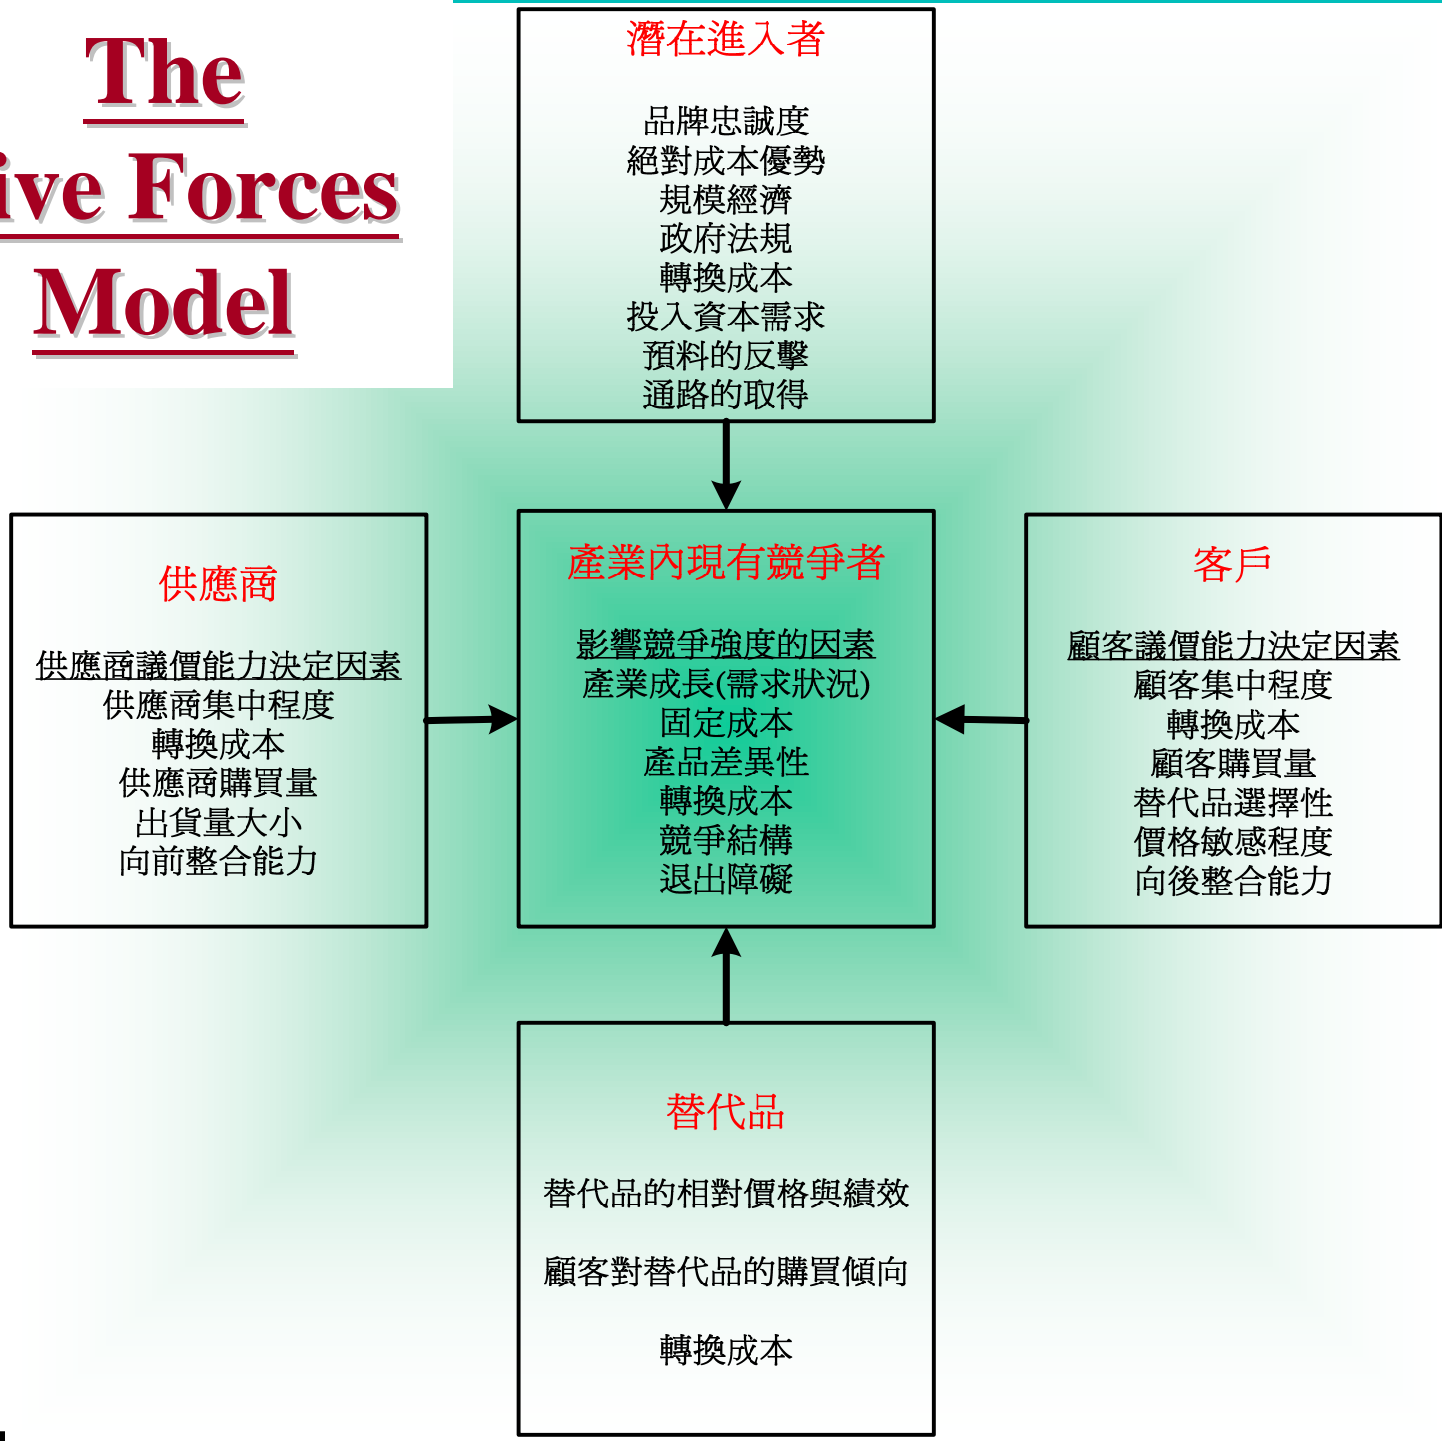 The
ive Forces
Model
潛在進入者
品牌忠誠度
絕對成本優勢
規模經濟
政府法規
轉換成本
投入資本需求
預料的反擊
通路的取得
供應商
供應商議價能力決定因素
供應商集中程度
轉換成本
供應商購買量
出貨量大小
向前整合能力
產業內現有競爭者
影響競爭強度的因素
產業成長(需求狀況)
固定成本
產品差異性
轉換成本
競爭結構
退出障礙
客戶
顧客議價能力決定因素
顧客集中程度
轉換成本
顧客購買量
替代品選擇性
價格敏感程度
向後整合能力
替代品
替代品的相對價格與績效
顧客對替代品的購買傾向
轉換成本